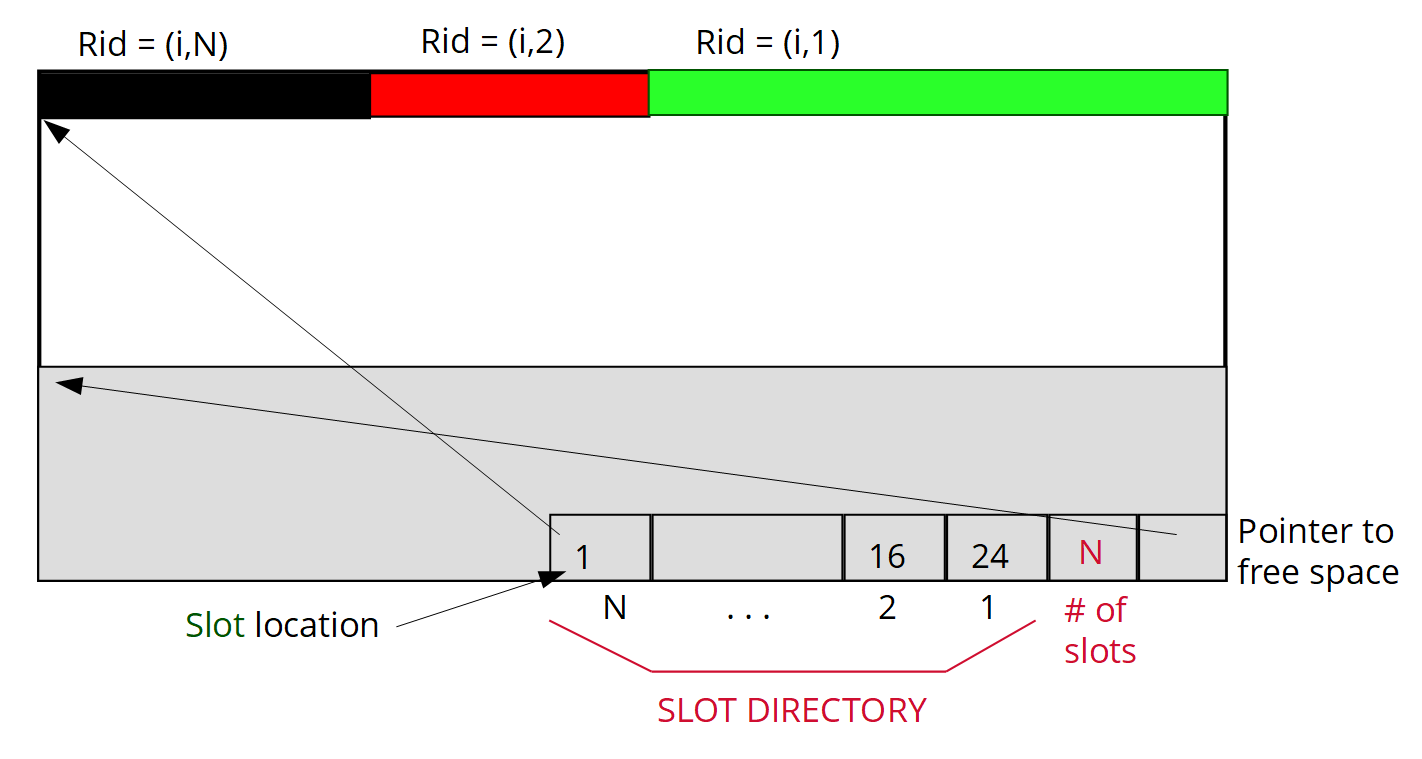 Rid = (i,N)
Rid = (i,2)
Rid = (i,1)
1
16
24
N
Pointer to
free space
N
. . .
2
1
# of
slots
Slot location
SLOT DIRECTORY